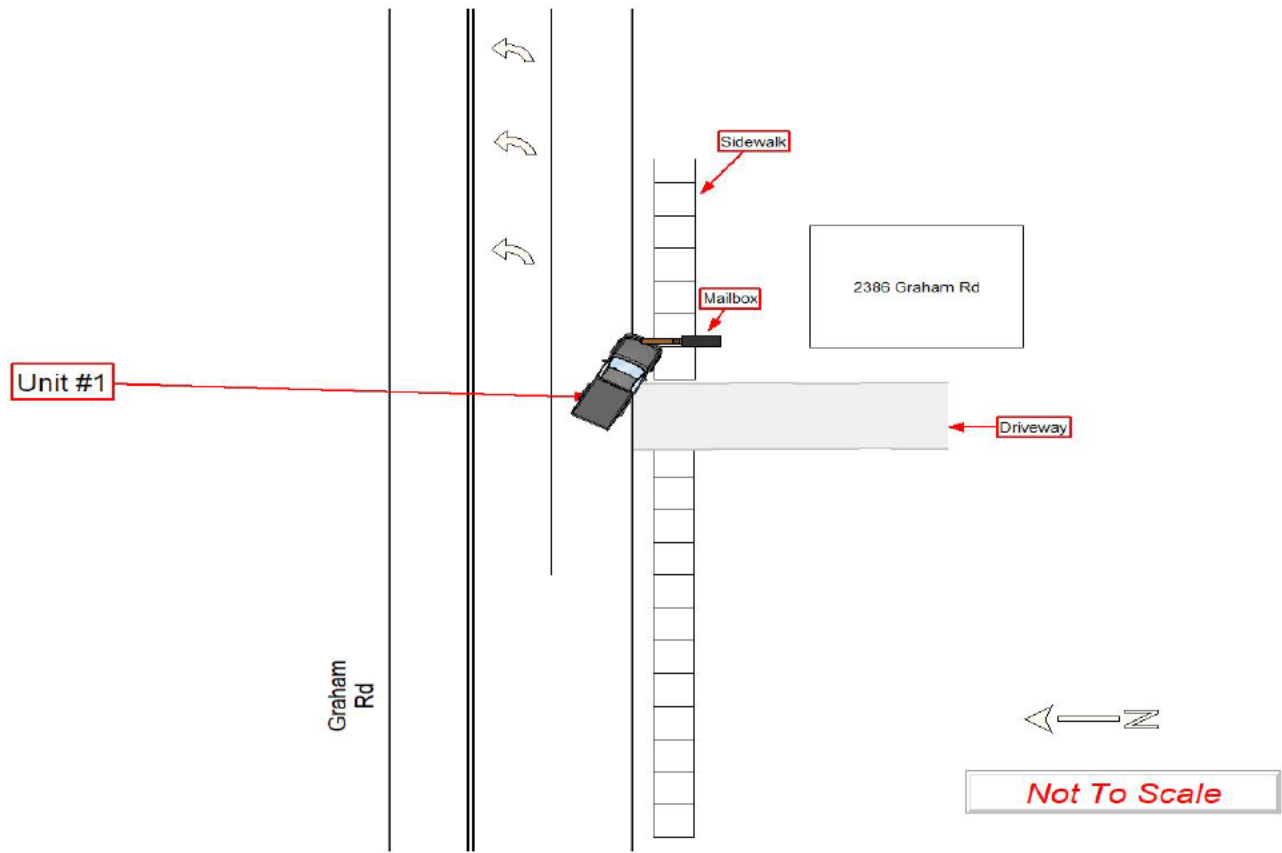 Sidewalk
2386 Graham Rd
Mailbox
Unit #1
Driveway
Graham
Rd
N
Not To Scale